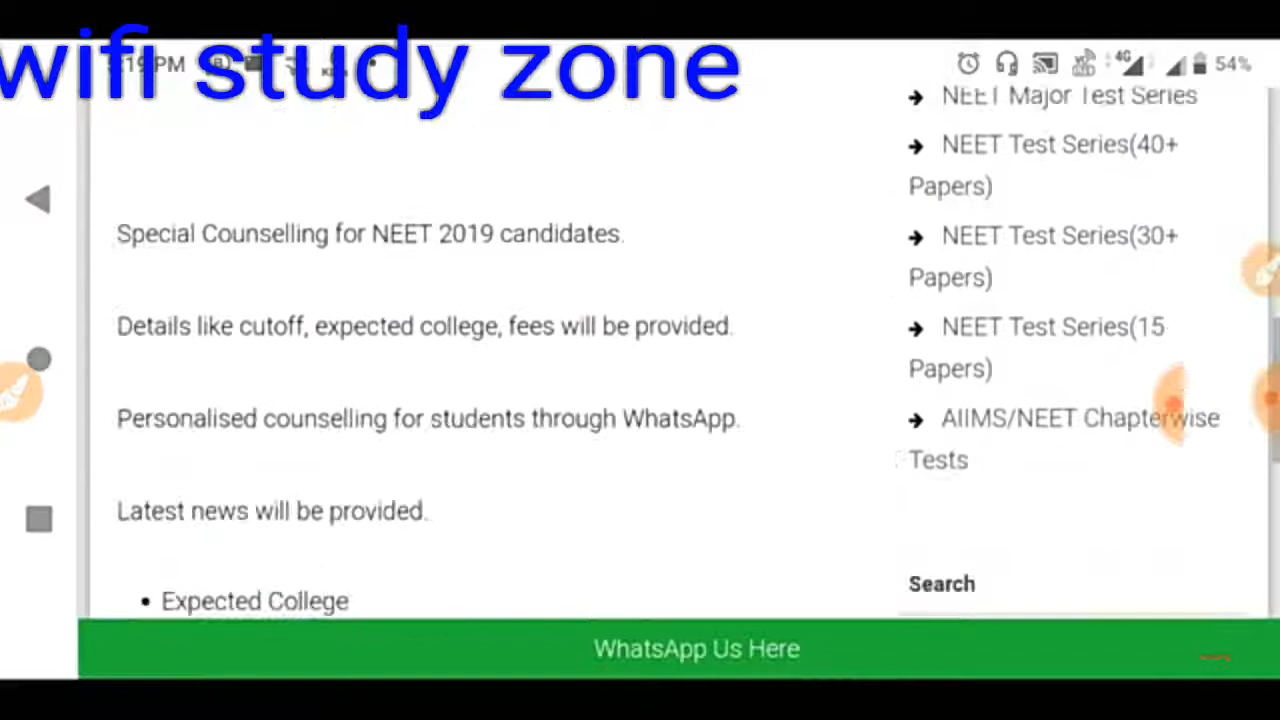 wifi study zone
PM
4G
54%
NEET Major Test Series
NEET Test Series(40+
Papers)
Special Counselling for NEET 2019 candidates.
NEET Test Series(30+
Papers)
Details like cutoff, expected college, fees will be provided.
NEET Test Series(15
Papers)
Personalised counselling for students through WhatsApp.
AIIMS/NEET Chapterwise
Tests
Latest news will be provided.
Search
• Expected College
WhatsApp Us Here